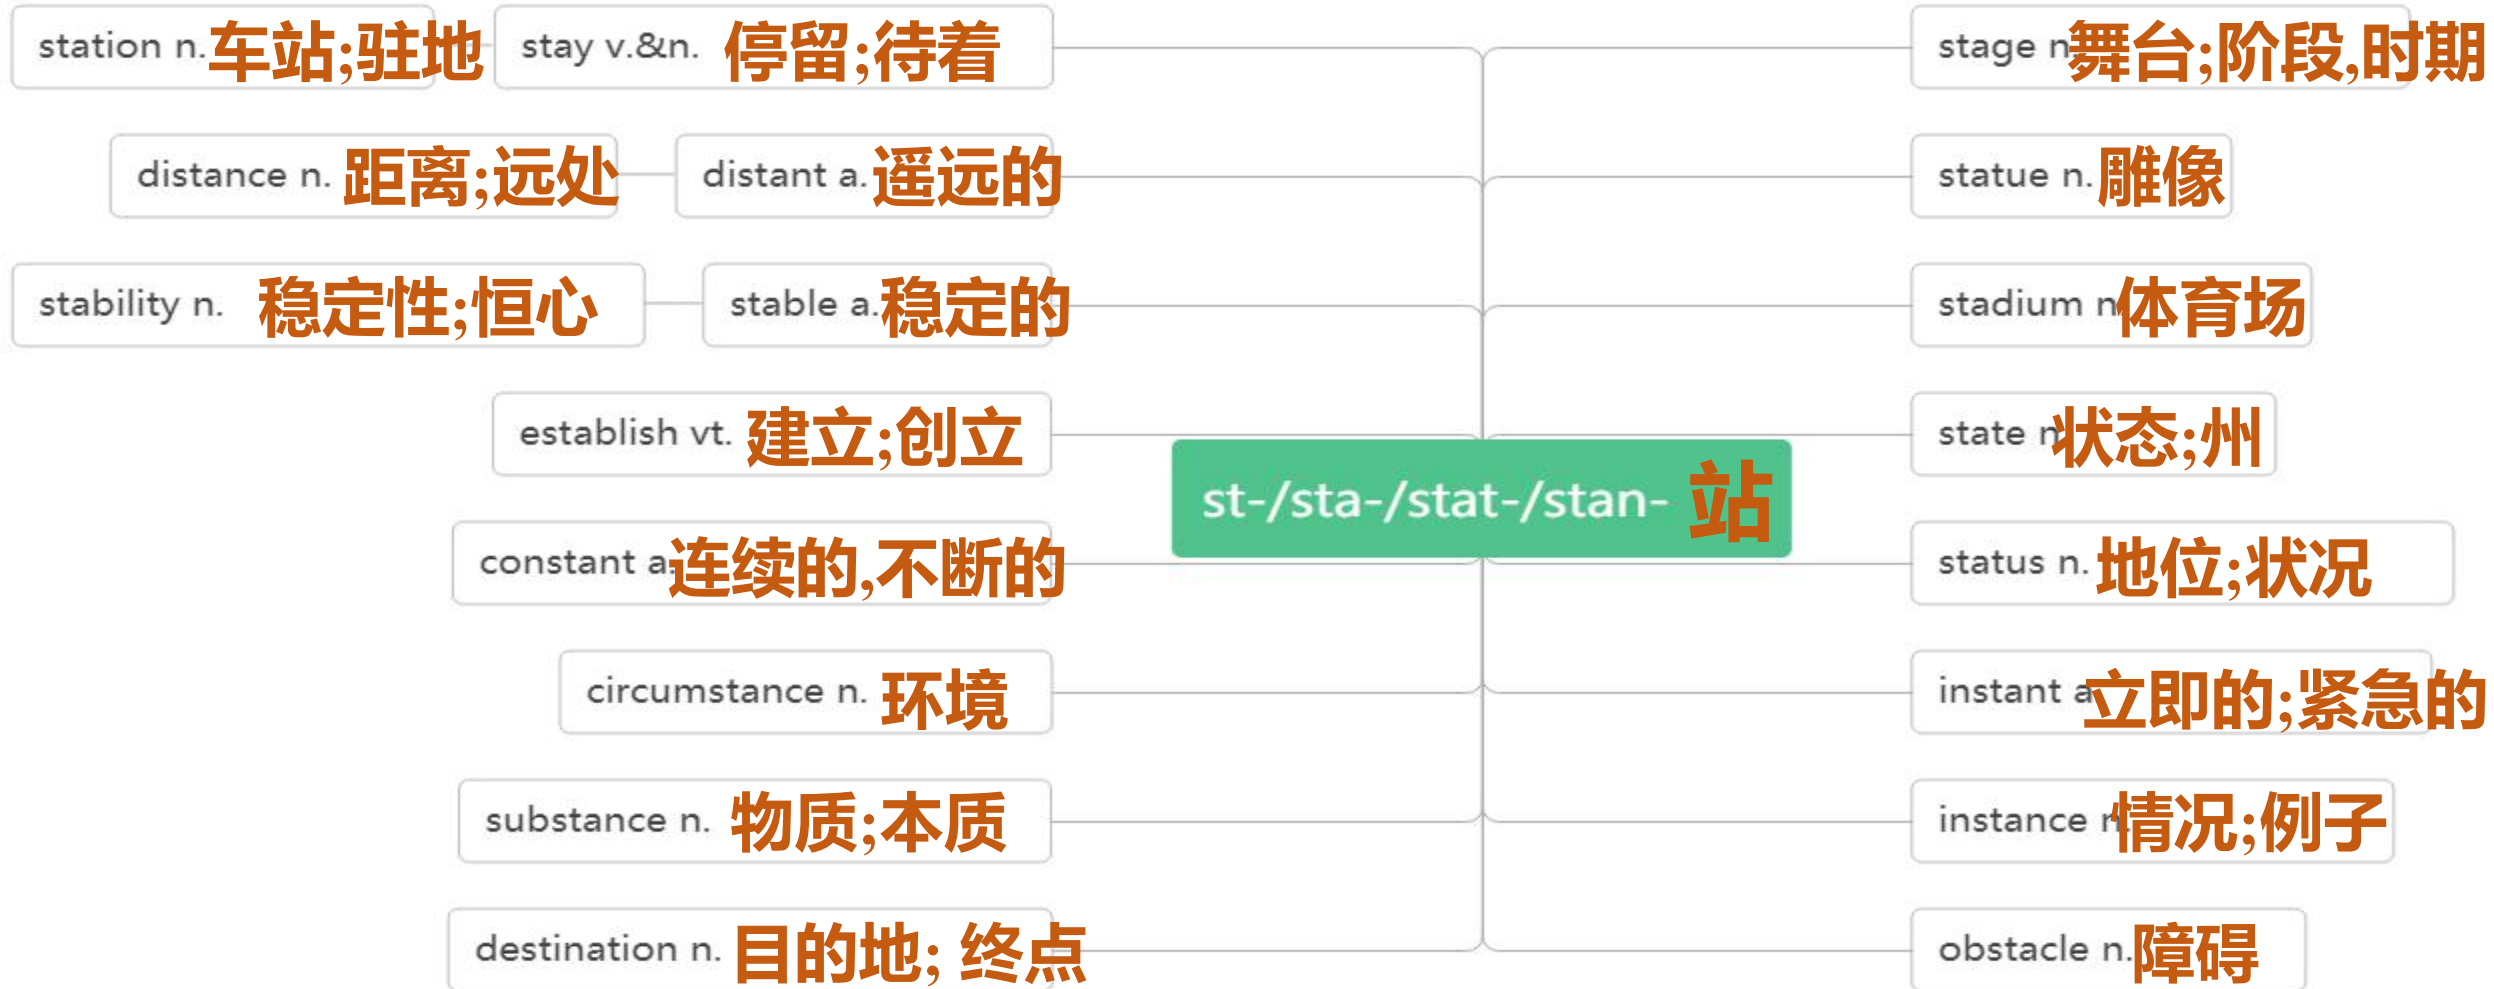 station n.车站;驻地
stay v.&n. 停留;待着
stage n.舞台;阶段,时期
distance n. 距离;远处
distant a.遥远的
statue n.雕像
stability n. 稳定性;恒心
stable a.稳定的
stadium n体育场
establish vt. 建立;创立
state n状态;州
st-/sta-/stat-/stan- 站
constant a.连续的,不断的
status n.地位;状况
circumstance n. 环境
instant a立即的;紧急的
substance n. 物质;本质
instance n.情况;例子
destination n. 目的地; 终点
obstacle n.障碍